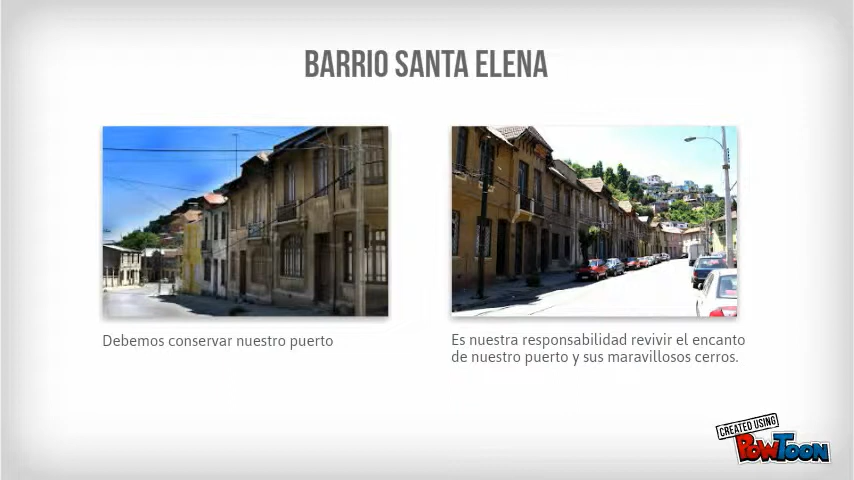 BARRIO SANTA ELENA
Debemos conservar nuestro puerto
Es nuestra responsabilidad revivir el encanto
de nuestro puerto y sus maravillosos cerros.
CREATED USING
POWTOON